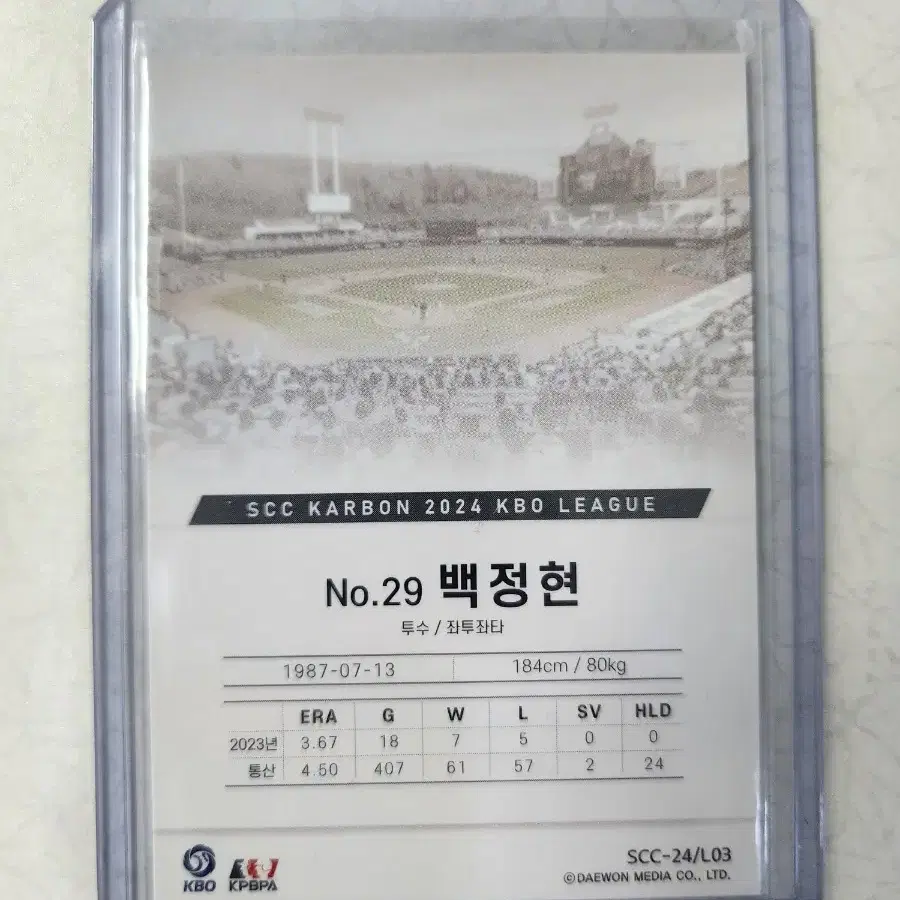 SCC KARBON 2024 KBO LEAGUE
No.29 백정현
투수 / 좌투좌타
1987-07-13 184cm / 80kg
ERA G W L SV HLD
2023년 3.67 18 7 5 0 0
통산 4.50 407 61 57 2 24
SCC-24/L03
KBO KPBPA ©DAEWON MEDIA CO., LTD.